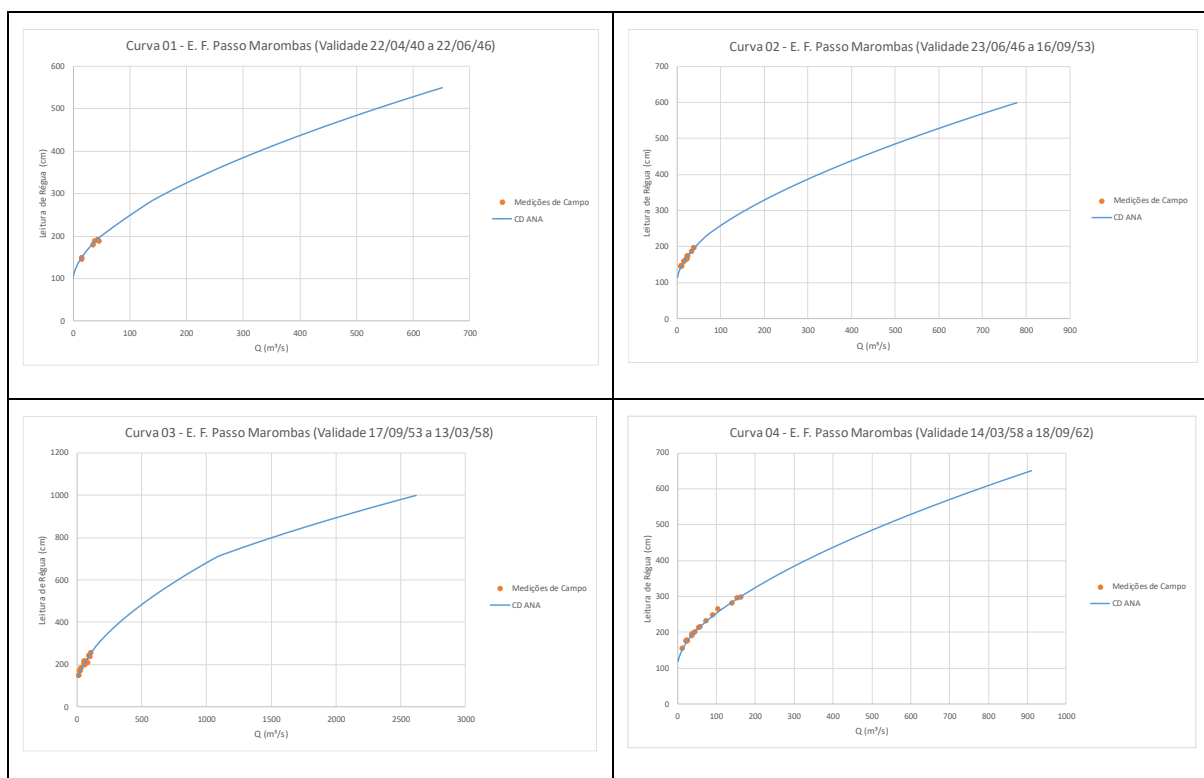 Curva 01 - E. F. Passo Marombas (Validade 22/04/40 a 22/06/46)
600
500
400
300
200
100
0
Leitura de Régua (cm)
0 100 200 300 400 500 600 700
Q (m³/s)
Medições de Campo
CD ANA
Curva 02 - E. F. Passo Marombas (Validade 23/06/46 a 16/09/53)
700
600
500
400
300
200
100
0
Leitura de Régua (cm)
0 100 200 300 400 500 600 700 800 900
Q (m³/s)
Medições de Campo
CD ANA
Curva 03 - E. F. Passo Marombas (Validade 17/09/53 a 13/03/58)
1200
1000
800
600
400
200
0
Leitura de Régua (cm)
0 500 1000 1500 2000 2500 3000
Q (m³/s)
Medições de Campo
CD ANA
Curva 04 - E. F. Passo Marombas (Validade 14/03/58 a 18/09/62)
700
600
500
400
300
200
100
0
Leitura de Régua (cm)
0 100 200 300 400 500 600 700 800 900 1000
Q (m³/s)
Medições de Campo
CD ANA